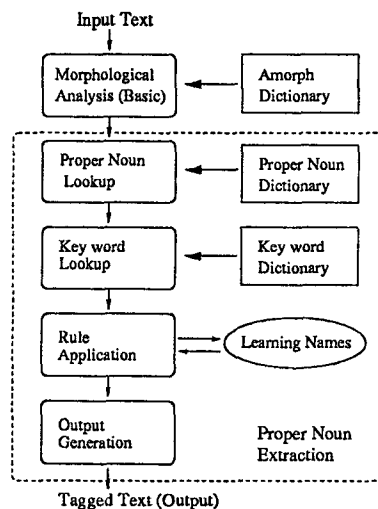 Input Text
Morphological
Analysis (Basic)
Amorph
Dictionary
Proper Noun
Lookup
Proper Noun
Dictionary
Key word
Lookup
Key word
Dictionary
Rule
Application
Learning Names
Output
Generation
Proper Noun
Extraction
Tagged Text (Output)